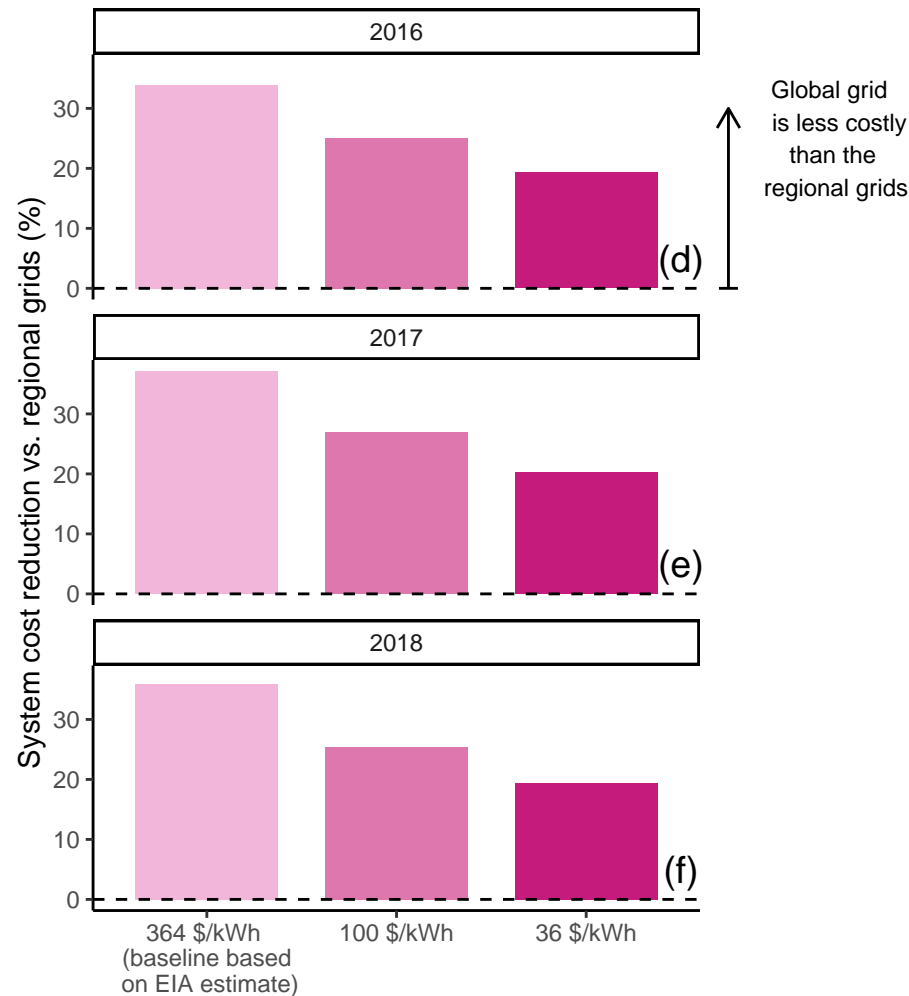 System cost reduction vs. regional grids (%)
2016
30
20
10
0
(d)
Global grid
is less costly
than the
regional grids
2017
30
20
10
0
(e)
2018
30
20
10
0
(f)
364 $/kWh
(baseline based
on EIA estimate)
100 $/kWh
36 $/kWh